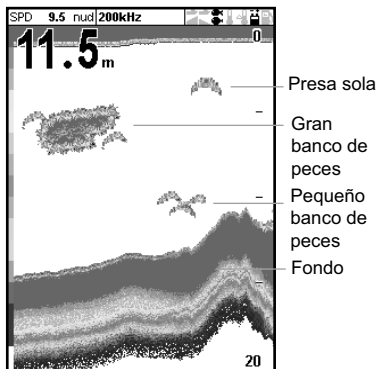 SPD 9.5 nud 200kHz
0
11.5 m
Presa sola
Gran
banco de
peces
Pequeño
banco de
peces
Fondo
20